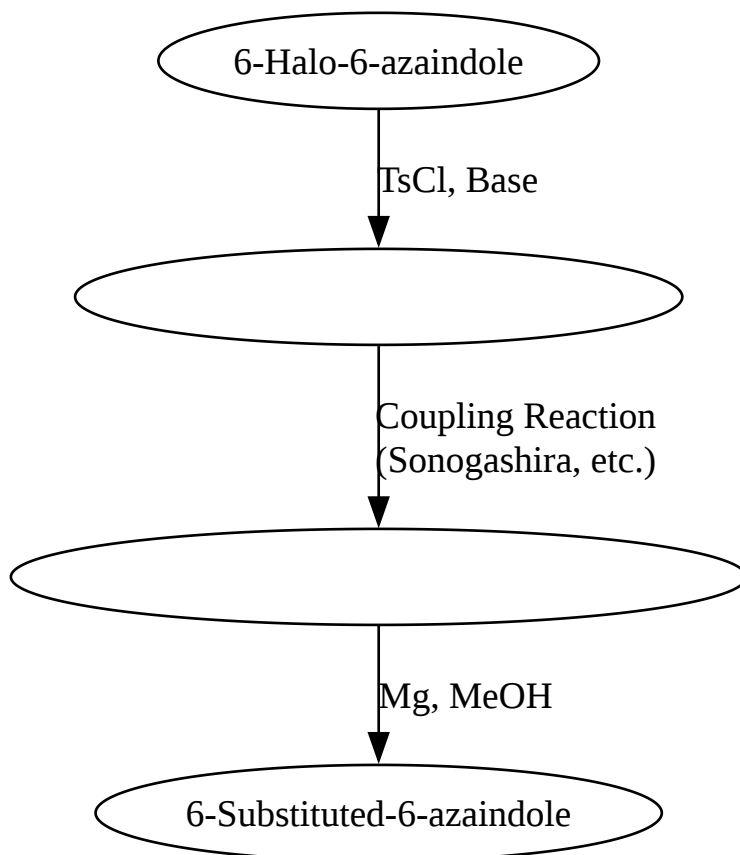 6-Halo-6-azaindole
TsCl, Base
Coupling Reaction
(Sonogashira, etc.)
Mg, MeOH
6-Substituted-6-azaindole